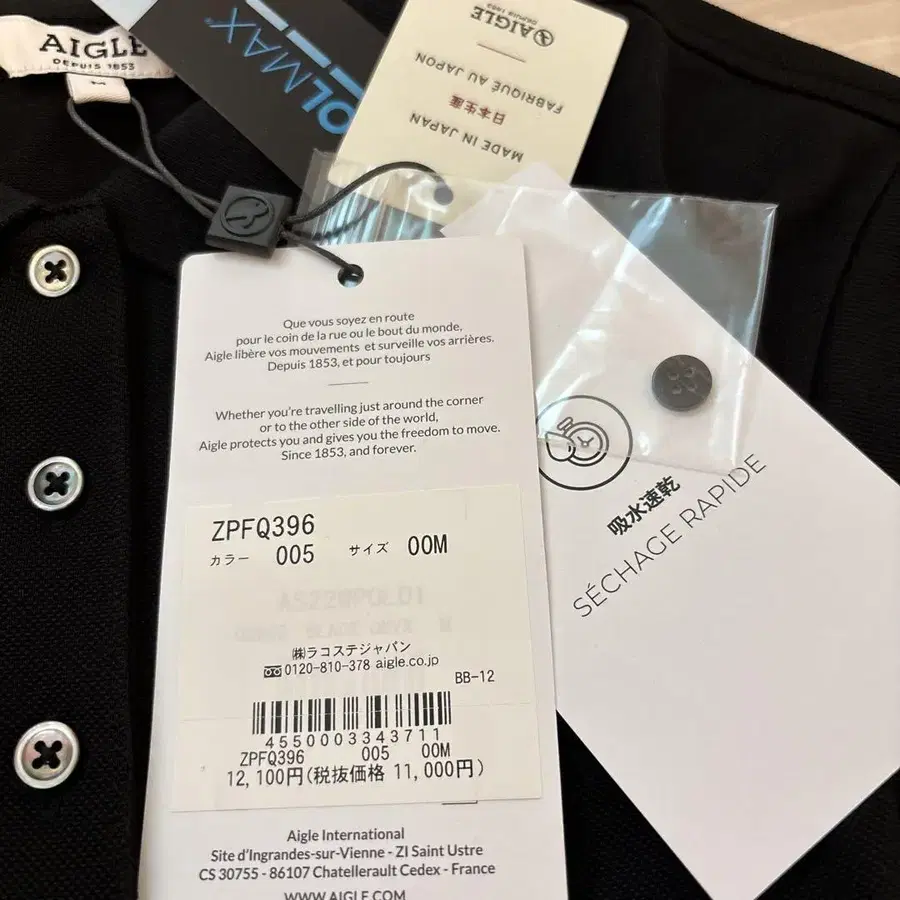 AIGLE
DEPUIS 1853
M
OLMAX®
AIGLE
DEPUIS 1853
FABRIQUÉ AU JAPON
日本生産
MADE IN JAPAN
Que vous soyez en route
pour le coin de la rue ou le bout du monde,
Aigle libère vos mouvements et surveille vos arrières.
Depuis 1853, et pour toujours
Whether you're travelling just around the corner
or to the other side of the world,
Aigle protects you and gives you the freedom to move.
Since 1853, and forever.
吸水速乾
SÉCHAGE RAPIDE
ZPFQ396
カラー 005 サイズ 00M
㈱ラコステジャパン
0120-810-378 aigle.co.jp
BB-12
4550003343711
ZPFQ396 005 00M
12,100円(税抜価格 11,000円)
Aigle International
Site d'Ingrandes-sur-Vienne - ZI Saint Ustre
CS 30755 - 86107 Chatellerault Cedex - France
WWW.AIGLE.COM